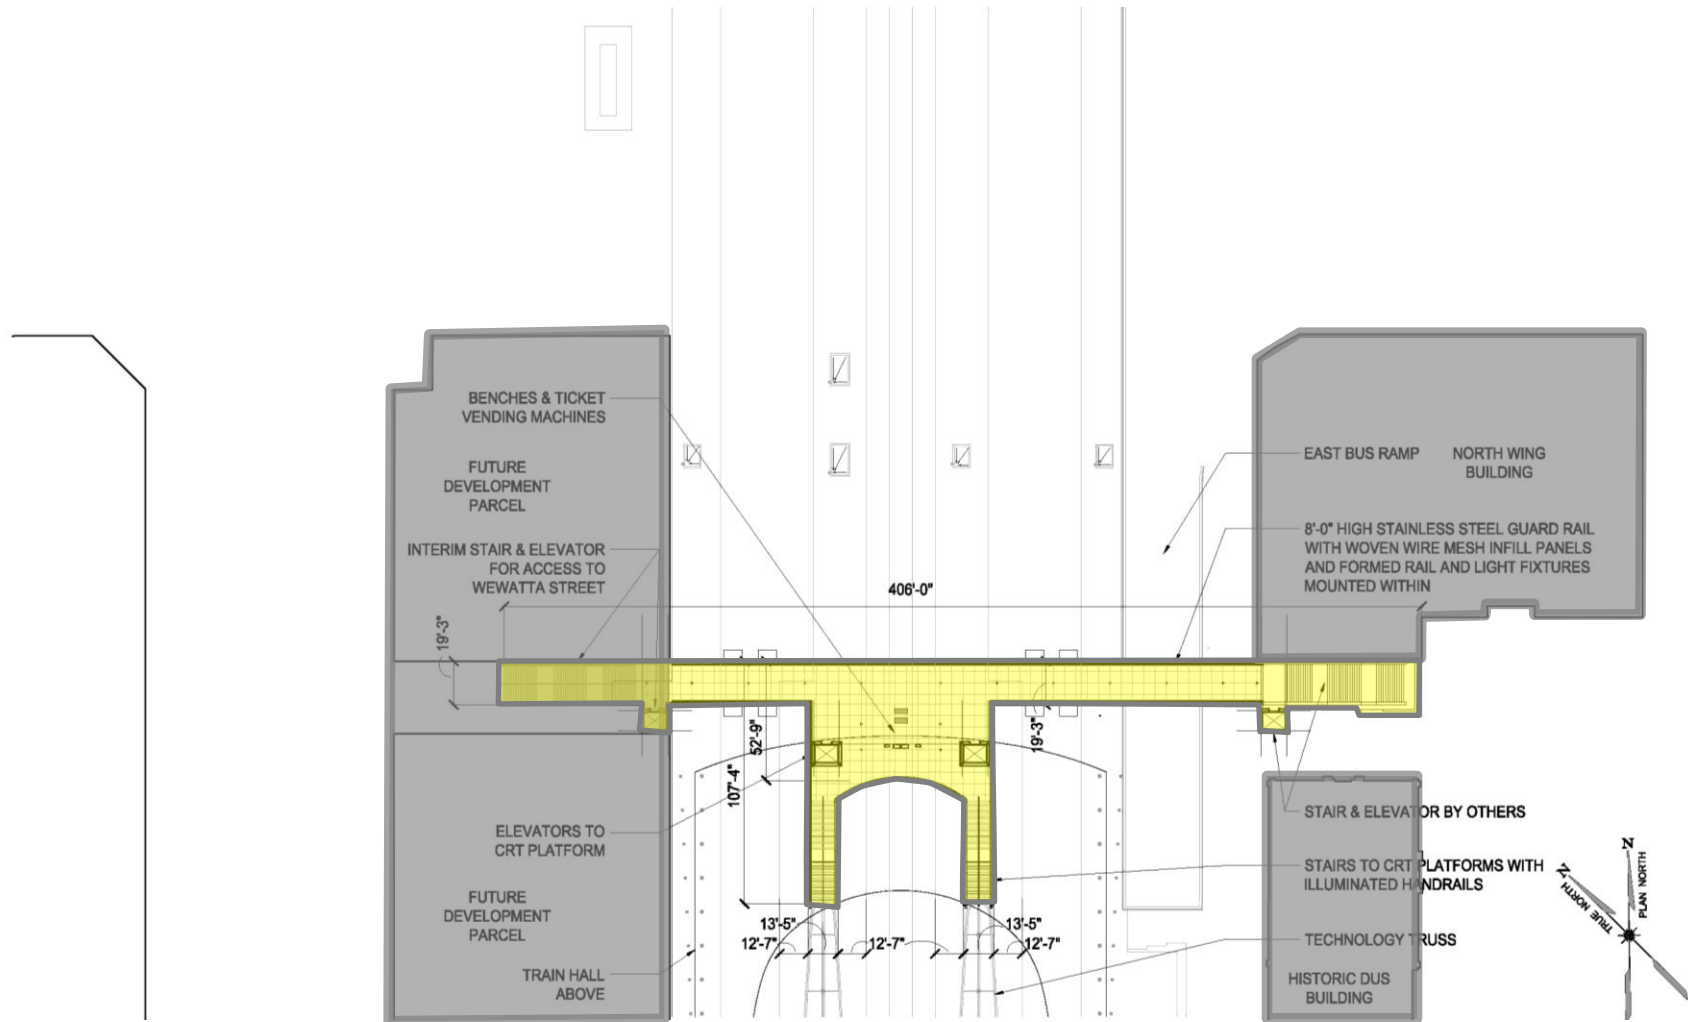 BENCHES & TICKET
VENDING MACHINES
FUTURE
DEVELOPMENT
PARCEL
INTERIM STAIR & ELEVATOR
FOR ACCESS TO
WEWATTA STREET
19'-3"
406'-0"
EAST BUS RAMP
NORTH WING
BUILDING
8'-0" HIGH STAINLESS STEEL GUARD RAIL
WITH WOVEN WIRE MESH INFILL PANELS
AND FORMED RAIL AND LIGHT FIXTURES
MOUNTED WITHIN
52'-9"
107'-4"
19'-3"
ELEVATORS TO
CRT PLATFORM
FUTURE
DEVELOPMENT
PARCEL
TRAIN HALL
ABOVE
13'-5"
12'-7"
12'-7"
13'-5"
12'-7"
STAIR & ELEVATOR BY OTHERS
STAIRS TO CRT PLATFORMS WITH
ILLUMINATED HANDRAILS
TECHNOLOGY TRUSS
HISTORIC DUS
BUILDING
N
TRUE NORTH
N
PLAN NORTH